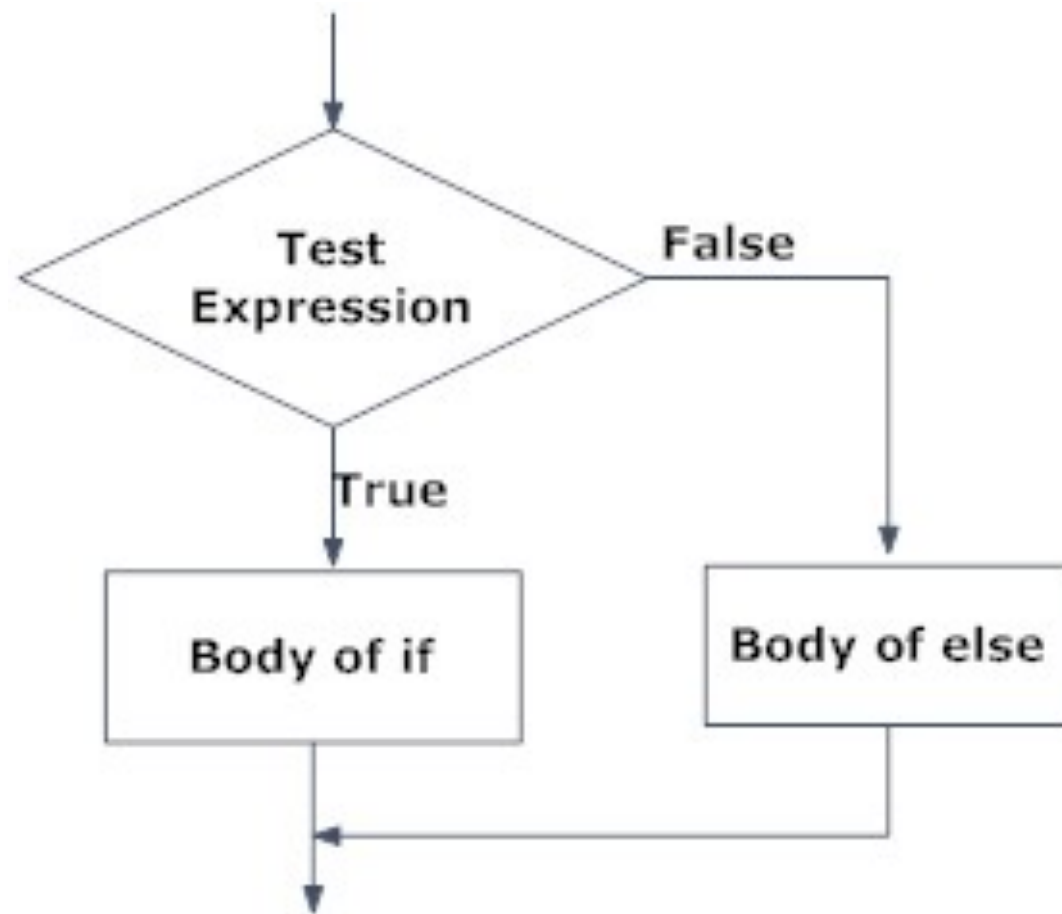 Test
Expression
False
True
Body of if
Body of else